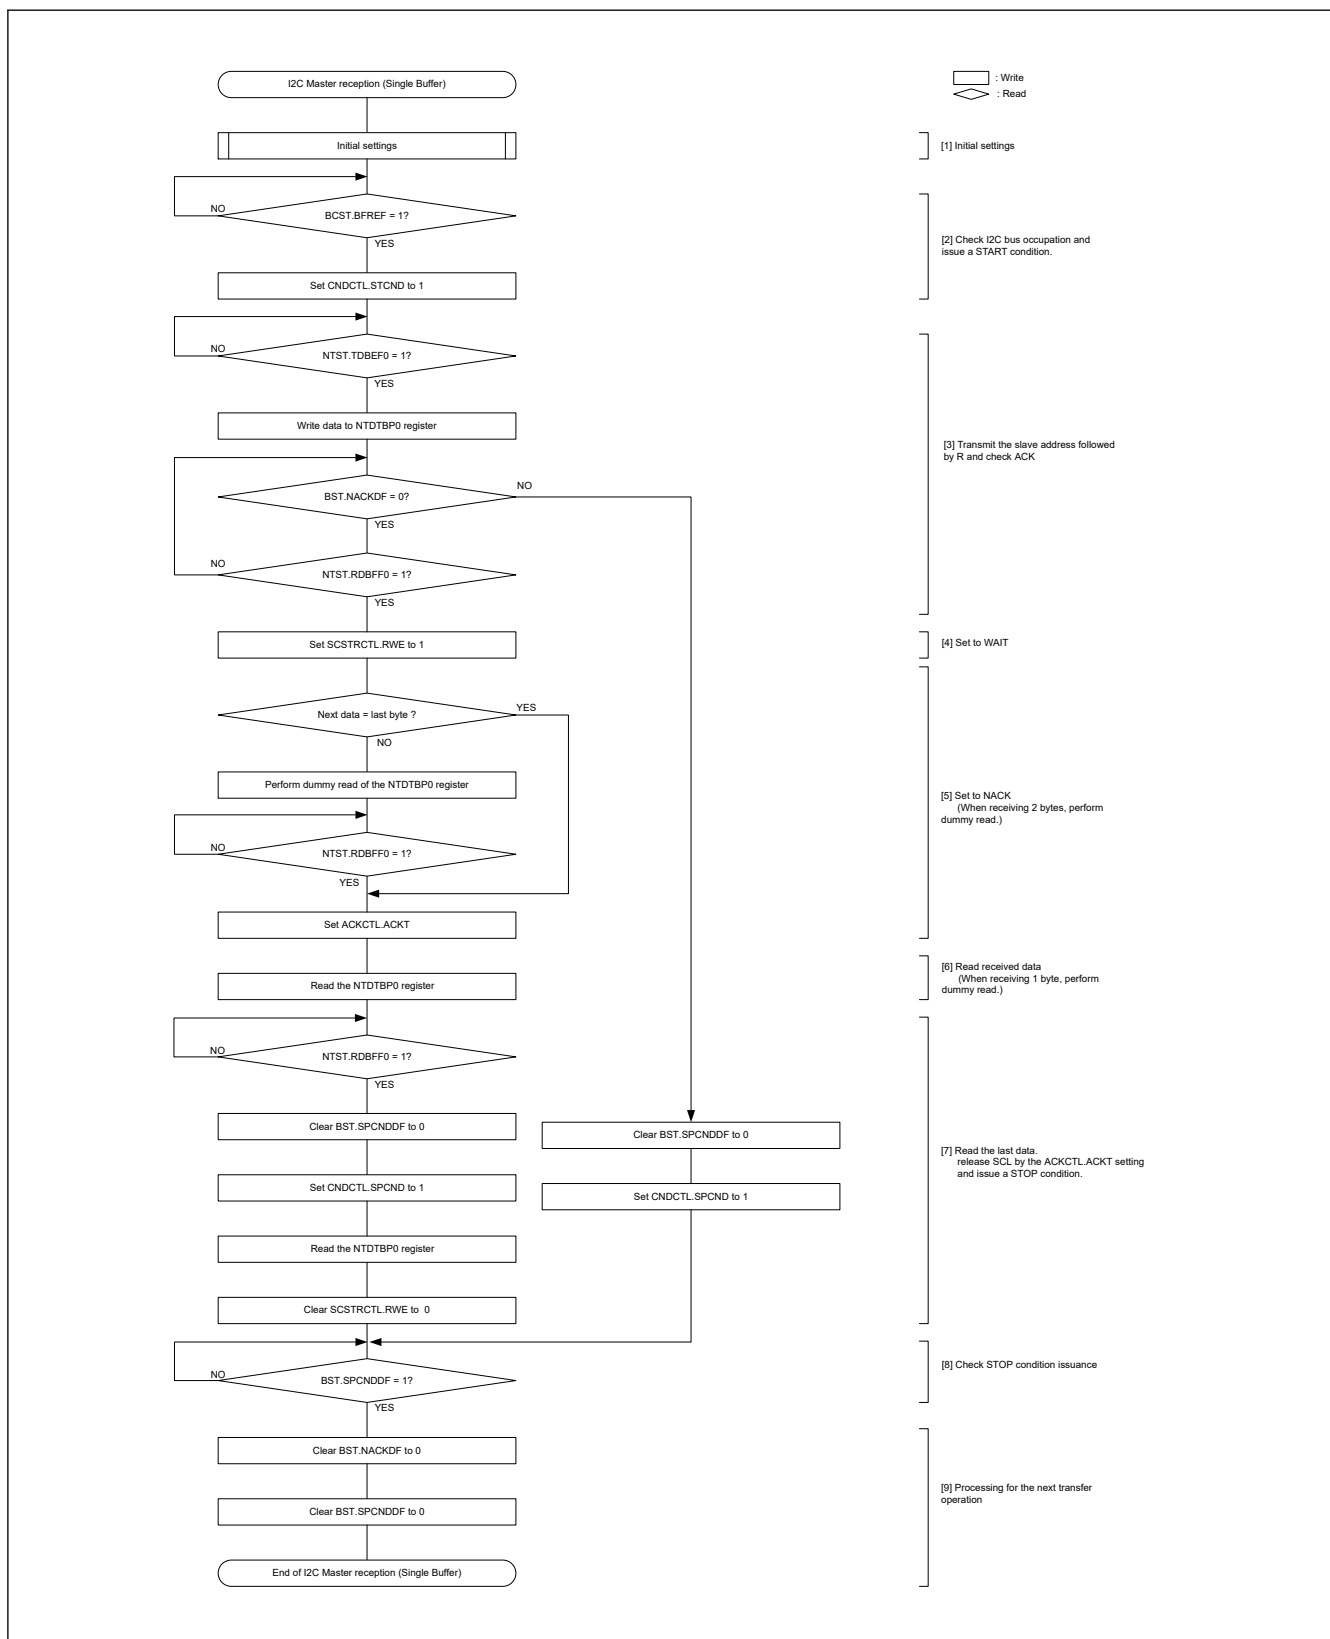 I2C Master reception (Single Buffer)
: Write
: Read
Initial settings
[1] Initial settings
NO
BCST.BFREF = 1?
YES
[2] Check I2C bus occupation and
issue a START condition.
Set CNDCTL.STCND to 1
NO
NTST.TDBEF0 = 1?
YES
Write data to NTDTBP0 register
[3] Transmit the slave address followed
by R and check ACK
BST.NACKDF = 0?
NO
YES
NO
NTST.RDBFF0 = 1?
YES
Set SCSTRCTL.RWE to 1
[4] Set to WAIT
Next data = last byte ?
YES
NO
Perform dummy read of the NTDTBP0 register
[5] Set to NACK
(When receiving 2 bytes, perform
dummy read.)
NO
NTST.RDBFF0 = 1?
YES
Set ACKCTL.ACKT
[6] Read received data
(When receiving 1 byte, perform
dummy read.)
Read the NTDTBP0 register
NO
NTST.RDBFF0 = 1?
YES
Clear BST.SPCNDDF to 0
Clear BST.SPCNDDF to 0
[7] Read the last data.
release SCL by the ACKCTL.ACKT setting
and issue a STOP condition.
Set CNDCTL.SPCND to 1
Set CNDCTL.SPCND to 1
Read the NTDTBP0 register
Clear SCSTRCTL.RWE to 0
[8] Check STOP condition issuance
NO
BST.SPCNDDF = 1?
YES
Clear BST.NACKDF to 0
[9] Processing for the next transfer
operation
Clear BST.SPCNDDF to 0
End of I2C Master reception (Single Buffer)